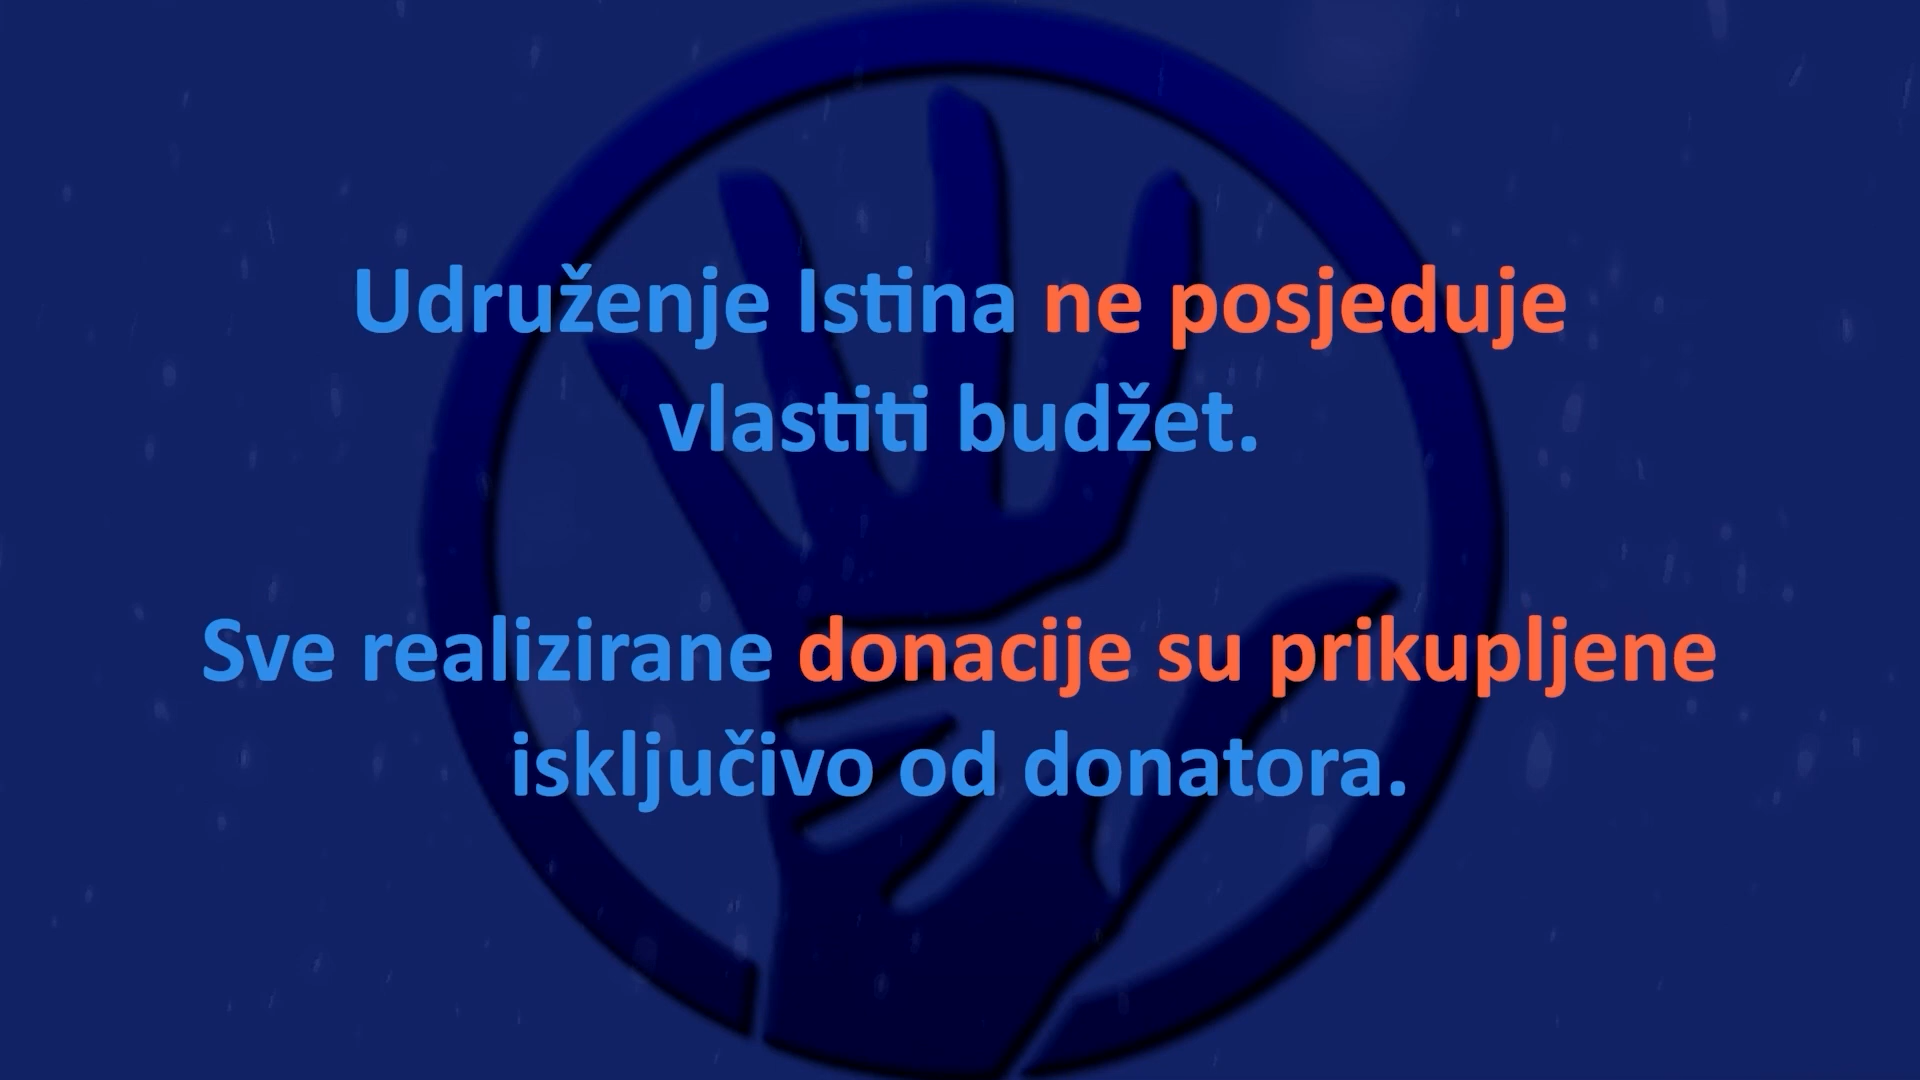 Udruženje Istina ne posjeduje
vlastiti budžet.
Sve realizirane donacije su prikupljene
isključivo od donatora.